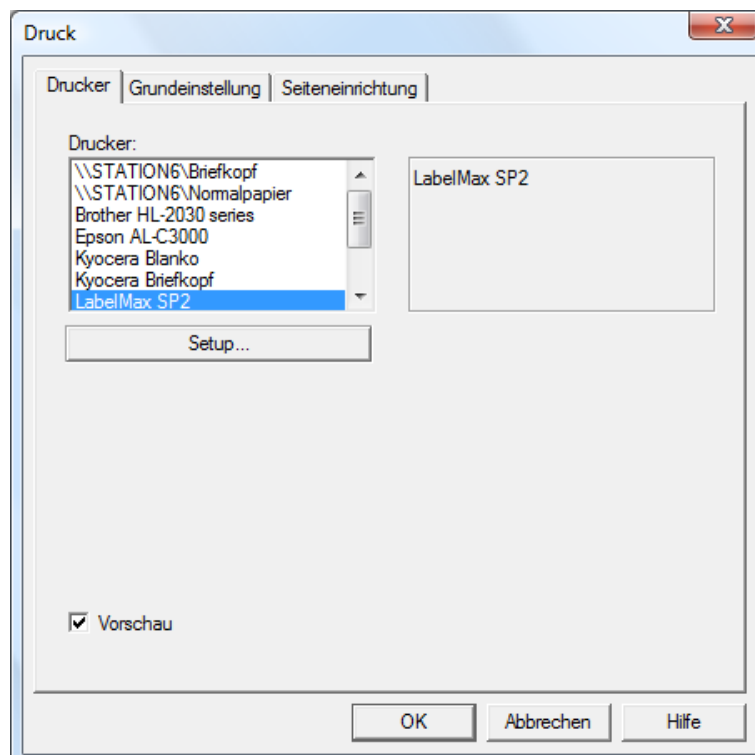 Druck
Drucker
Grundeinstellung
Seiteneinrichtung
Drucker:
\\STATION6\Briefkopf
\\STATION6\Normalpapier
Brother HL-2030 series
Epson AL-C3000
Kyocera Blanko
Kyocera Briefkopf
LabelMax SP2
LabelMax SP2
Setup...
Vorschau
OK
Abbrechen
Hilfe